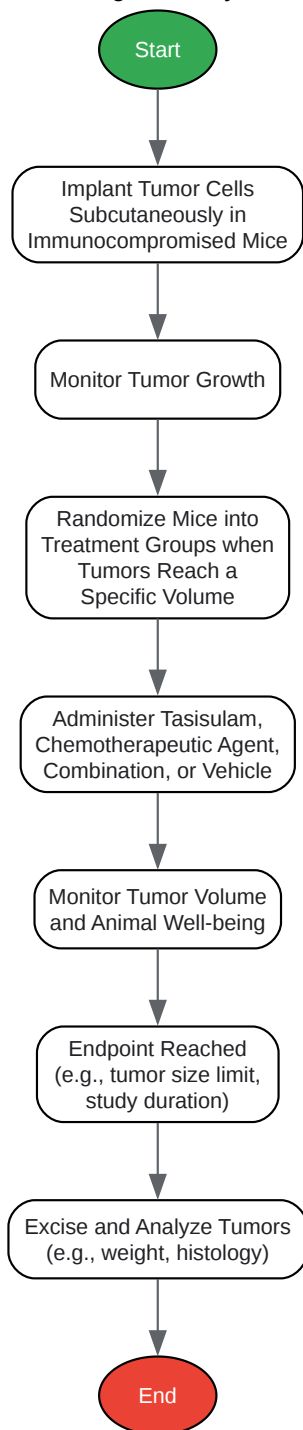 Start
Implant Tumor Cells
Subcutaneously in
Immunocompromised Mice
Monitor Tumor Growth
Randomize Mice into
Treatment Groups when
Tumors Reach a
Specific Volume
Administer Tasisulam,
Chemotherapeutic Agent,
Combination, or Vehicle
Monitor Tumor Volume
and Animal Well-being
Endpoint Reached
(e.g., tumor size limit,
study duration)
Excise and Analyze Tumors
(e.g., weight, histology)
End